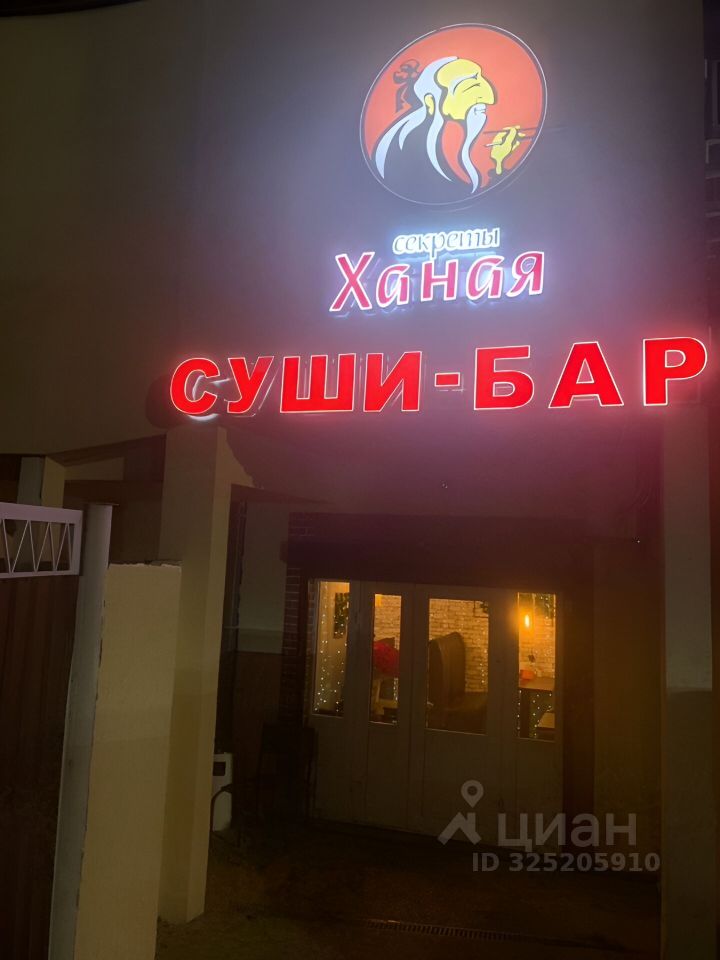 секреты
Ханая
СУШИ-БАР
циан
ID 325205910